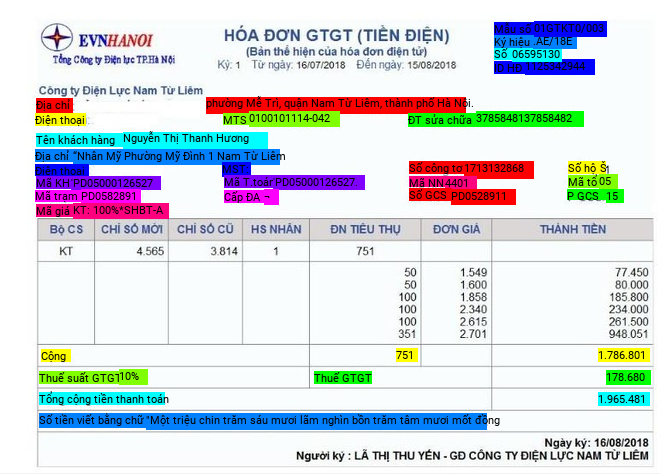 EVNHANOI
Tổng Công ty Điện lực TP.Hà Nội
HÓA ĐƠN GTGT (TIỀN ĐIỆN)
(Bản thể hiện của hóa đơn điện tử)
Kỳ: 1 Từ ngày: 16/07/2018 Đến ngày: 15/08/2018
Mẫu số 01GTKT0/003
Ký hiệu AE/18E
Số 06595130
Công ty Điện Lực Nam Từ Liêm
Địa chỉ phường Mễ Trì, quận Nam Từ Liêm, thành phố Hà Nội.
Điện thoại MTS 0100101114-042 ĐT sửa chữa 3785848137858482
Tên khách hàng Nguyễn Thị Thanh Hương
Địa chỉ "Nhân Mỹ Phường Mỹ Đình 1 Nam Từ Liêm
Điện thoại Số công tơ 1713132868 Số hộ
Mã KH PD05000126527 Mã T.toán PD05000126527. Mã NN 4401 Mã tổ 05
Mã trạm PD0582891 Cấp ĐA Số GCS PD0528911 P GCS 15
Mã giá KT: 100%*SHBT-A
Bộ CS CHỈ SỐ MỚI CHỈ SỐ CŨ HS NHÂN ĐN TIÊU THỤ ĐƠN GIÁ THÀNH TIỀN
KT 4.565 3.814 1 751
50 1.549 77.450
50 1.600 80.000
100 1.858 185.800
100 2.340 234.000
100 2.615 261.500
351 2.701 948.051
Cộng 751 1.786.801
Thuế suất GTGT 10% Thuế GTGT 178.680
Tổng cộng tiền thanh toán 1.965.481
Số tiền viết bằng chữ "Một triệu chin trăm sáu mươi lăm nghìn bốn trăm tám mươi mốt đồng
Ngày ký: 16/08/2018
Người ký : LÃ THỊ THU YẾN - GĐ CÔNG TY ĐIỆN LỰC NAM TỪ LIÊM